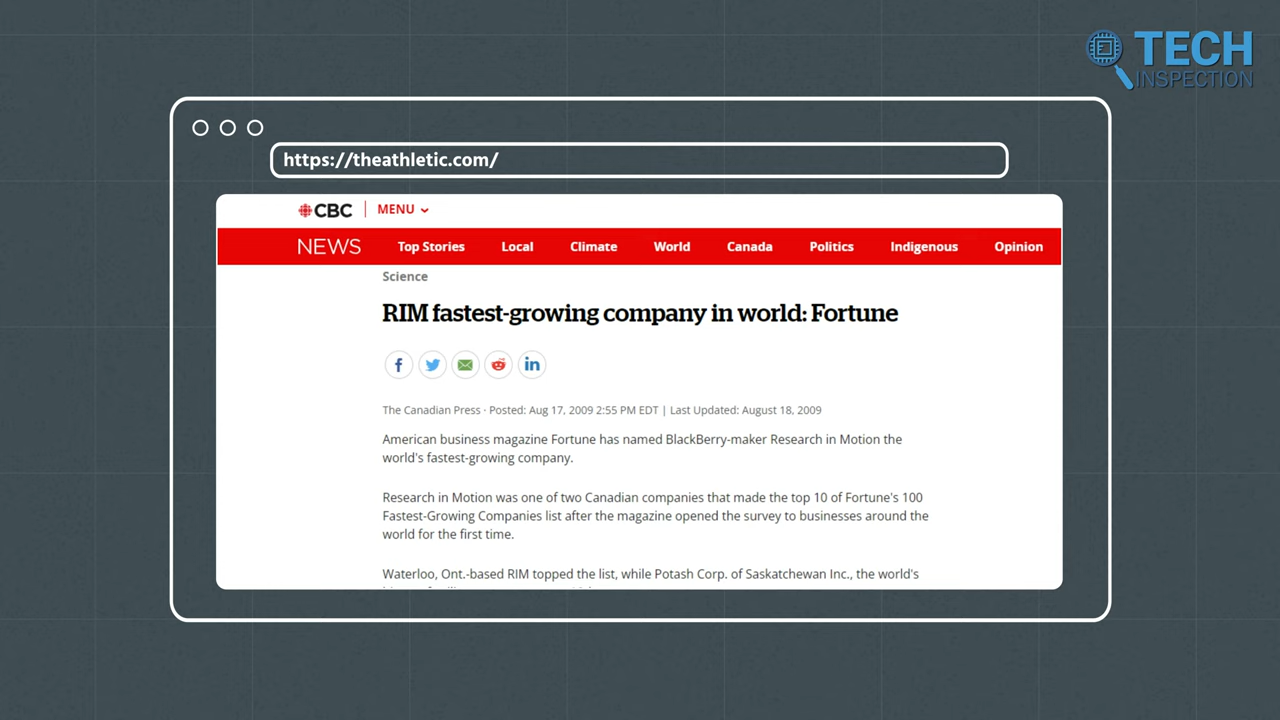 TECH
INSPECTION
https://theathletic.com/
CBC MENU
NEWS Top Stories Local Climate World Canada Politics Indigenous Opinion
Science
RIM fastest-growing company in world: Fortune
The Canadian Press · Posted: Aug 17, 2009 2:55 PM EDT | Last Updated: August 18, 2009
American business magazine Fortune has named BlackBerry-maker Research in Motion the
world's fastest-growing company.
Research in Motion was one of two Canadian companies that made the top 10 of Fortune's 100
Fastest-Growing Companies list after the magazine opened the survey to businesses around the
world for the first time.
Waterloo, Ont.-based RIM topped the list, while Potash Corp. of Saskatchewan Inc., the world's